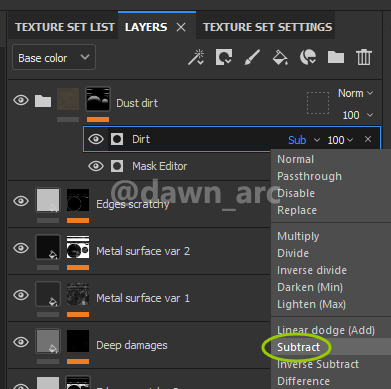 TEXTURE SET LIST LAYERS × TEXTURE SET SETTINGS
Base color
Dust dirt Norm
100
Dirt Sub 100 ×
Mask Editor
Normal
Passthrough
Disable
Replace
Multiply
Divide
Inverse divide
Darken (Min)
Lighten (Max)
Linear dodge (Add)
Subtract
Inverse Subtract
Difference
@dawn_arc
Edges scratchy
Metal surface var 2
Metal surface var 1
Deep damages